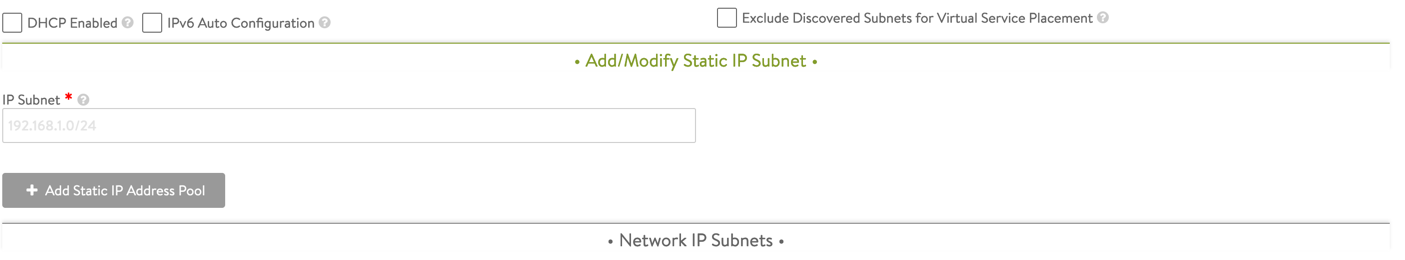 DHCP Enabled ? IPv6 Auto Configuration ? Exclude Discovered Subnets for Virtual Service Placement ?
• Add/Modify Static IP Subnet •
IP Subnet * ?
192.168.1.0/24
+ Add Static IP Address Pool
• Network IP Subnets •